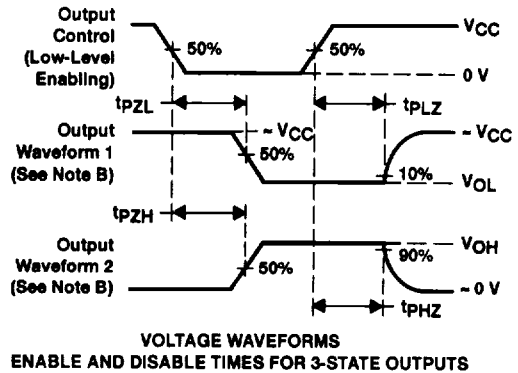 Output
Control
(Low-Level
Enabling)
50%
50%
VCC
0 V
tPZL
tPLZ
Output
Waveform 1
(See Note B)
~ VCC
50%
~ VCC
10%
VOL
tPZH
Output
Waveform 2
(See Note B)
50%
VOH
90%
~ 0 V
tPHZ
VOLTAGE WAVEFORMS
ENABLE AND DISABLE TIMES FOR 3-STATE OUTPUTS